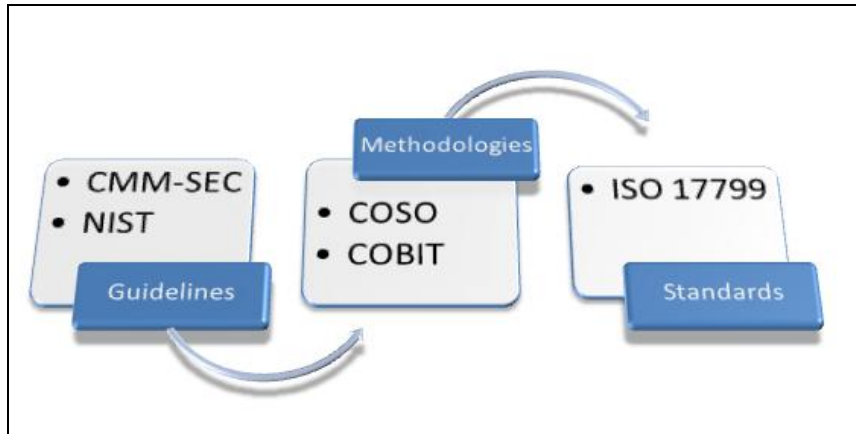 • CMM-SEC
• NIST
Guidelines
Methodologies
• COSO
• COBIT
• ISO 17799
Standards